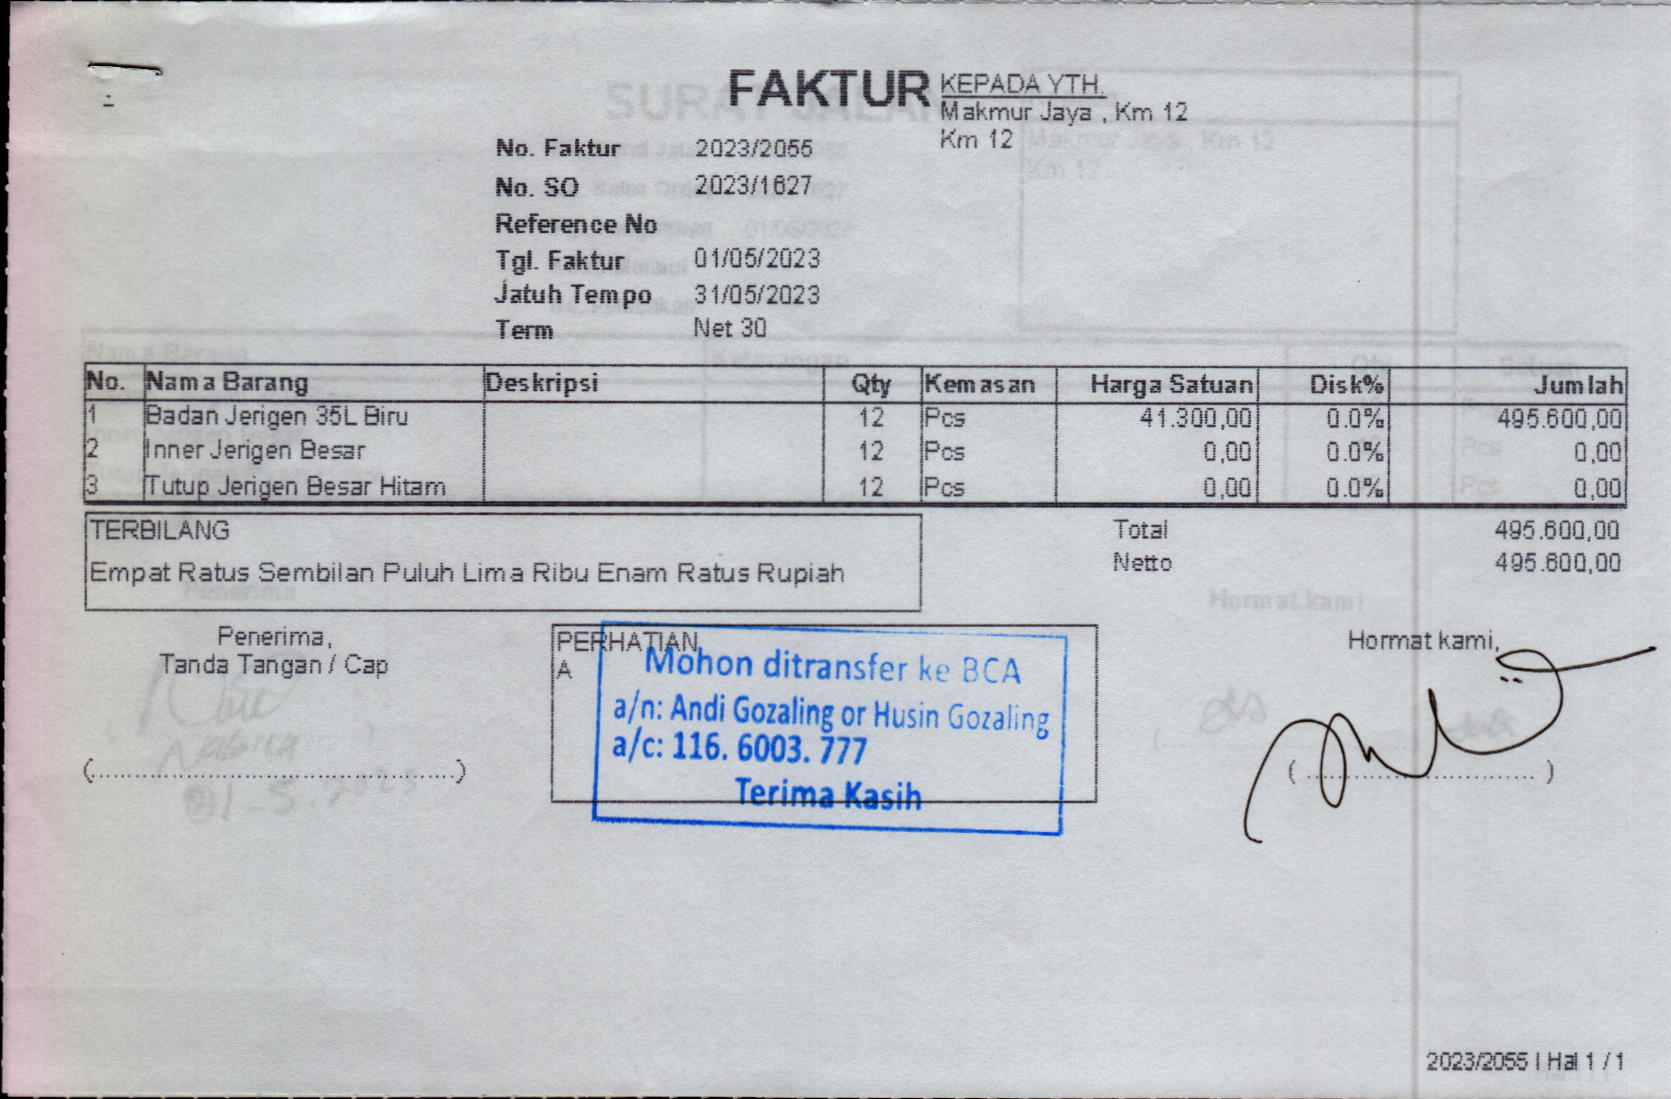 FAKTUR
KEPADA YTH.
Makmur Jaya , Km 12
Km 12
No. Faktur 2023/2055
No. SO 2023/1627
Reference No
Tgl. Faktur 01/05/2023
Jatuh Tempo 31/05/2023
Term Net 30
No. Nama Barang Deskripsi Qty Kemasan Harga Satuan Disk% Jumlah
1 Badan Jerigen 35L Biru 12 Pcs 41.300,00 0.0% 495.600,00
2 Inner Jerigen Besar 12 Pcs 0,00 0.0% 0,00
3 Tutup Jerigen Besar Hitam 12 Pcs 0,00 0.0% 0,00
TERBILANG
Empat Ratus Sembilan Puluh Lima Ribu Enam Ratus Rupiah
Total 495.600,00
Netto 495.600,00
Penerima,
Tanda Tangan / Cap
(..........................................................)
PERHATIAN
A
Mohon ditransfer ke BCA
a/n: Andi Gozaling or Husin Gozaling
a/c: 116. 6003. 777
Terima Kasih
Hormat kami,
( ..................................... )
2023/2055 | Hal 1 / 1